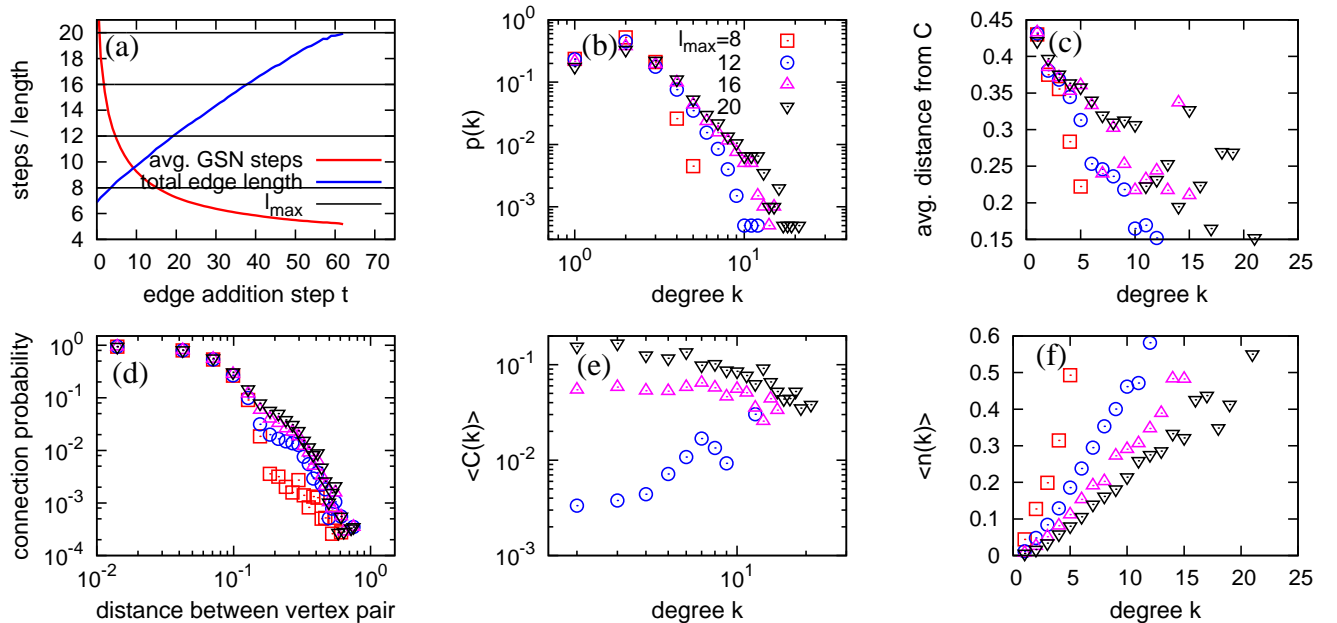 (a)
steps / length
20
18
16
14
12
10
8
6
4
avg. GSN steps
total edge length
l_max
0 10 20 30 40 50 60 70
edge addition step t
(b)
p(k)
10^0
10^-1
10^-2
10^-3
l_max=8
12
16
20
10^0 10^1
degree k
(c)
avg. distance from C
0.45
0.4
0.35
0.3
0.25
0.2
0.15
0 5 10 15 20 25
degree k
(d)
connection probability
10^0
10^-1
10^-2
10^-3
10^-4
10^-2 10^-1 10^0
distance between vertex pair
(e)
<C(k)>
10^-1
10^-2
10^-3
10^1
degree k
(f)
<n(k)>
0.6
0.5
0.4
0.3
0.2
0.1
0
0 5 10 15 20 25
degree k